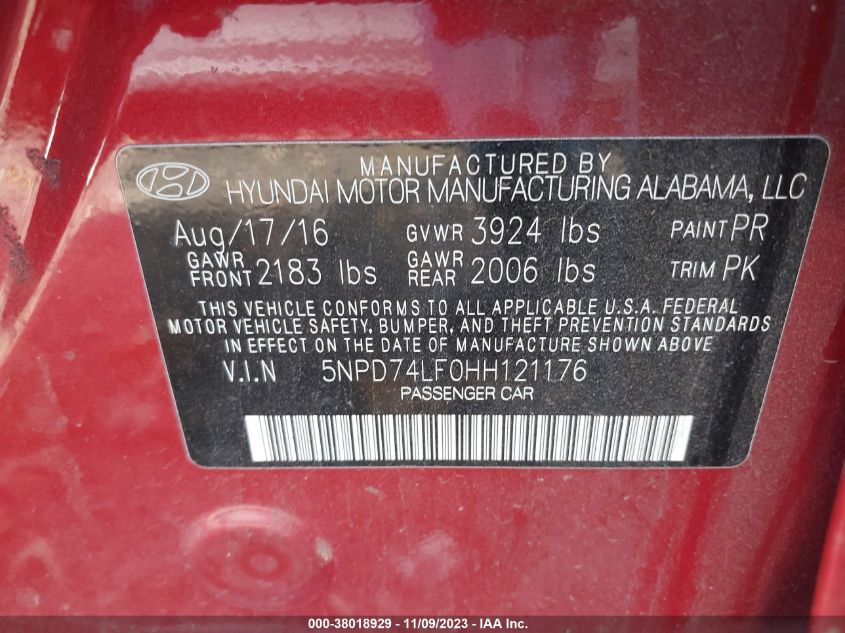 MANUFACTURED BY
HYUNDAI MOTOR MANUFACTURING ALABAMA, LLC
Aug/17/16 GVWR 3924 lbs PAINT PR
GAWR FRONT 2183 lbs GAWR REAR 2006 lbs TRIM PK
THIS VEHICLE CONFORMS TO ALL APPLICABLE U.S.A. FEDERAL
MOTOR VEHICLE SAFETY, BUMPER, AND THEFT PREVENTION STANDARDS
IN EFFECT ON THE DATE OF MANUFACTURE SHOWN ABOVE
V.I.N 5NPD74LF0HH121176
PASSENGER CAR
000-38018929 - 11/09/2023 - IAA Inc.